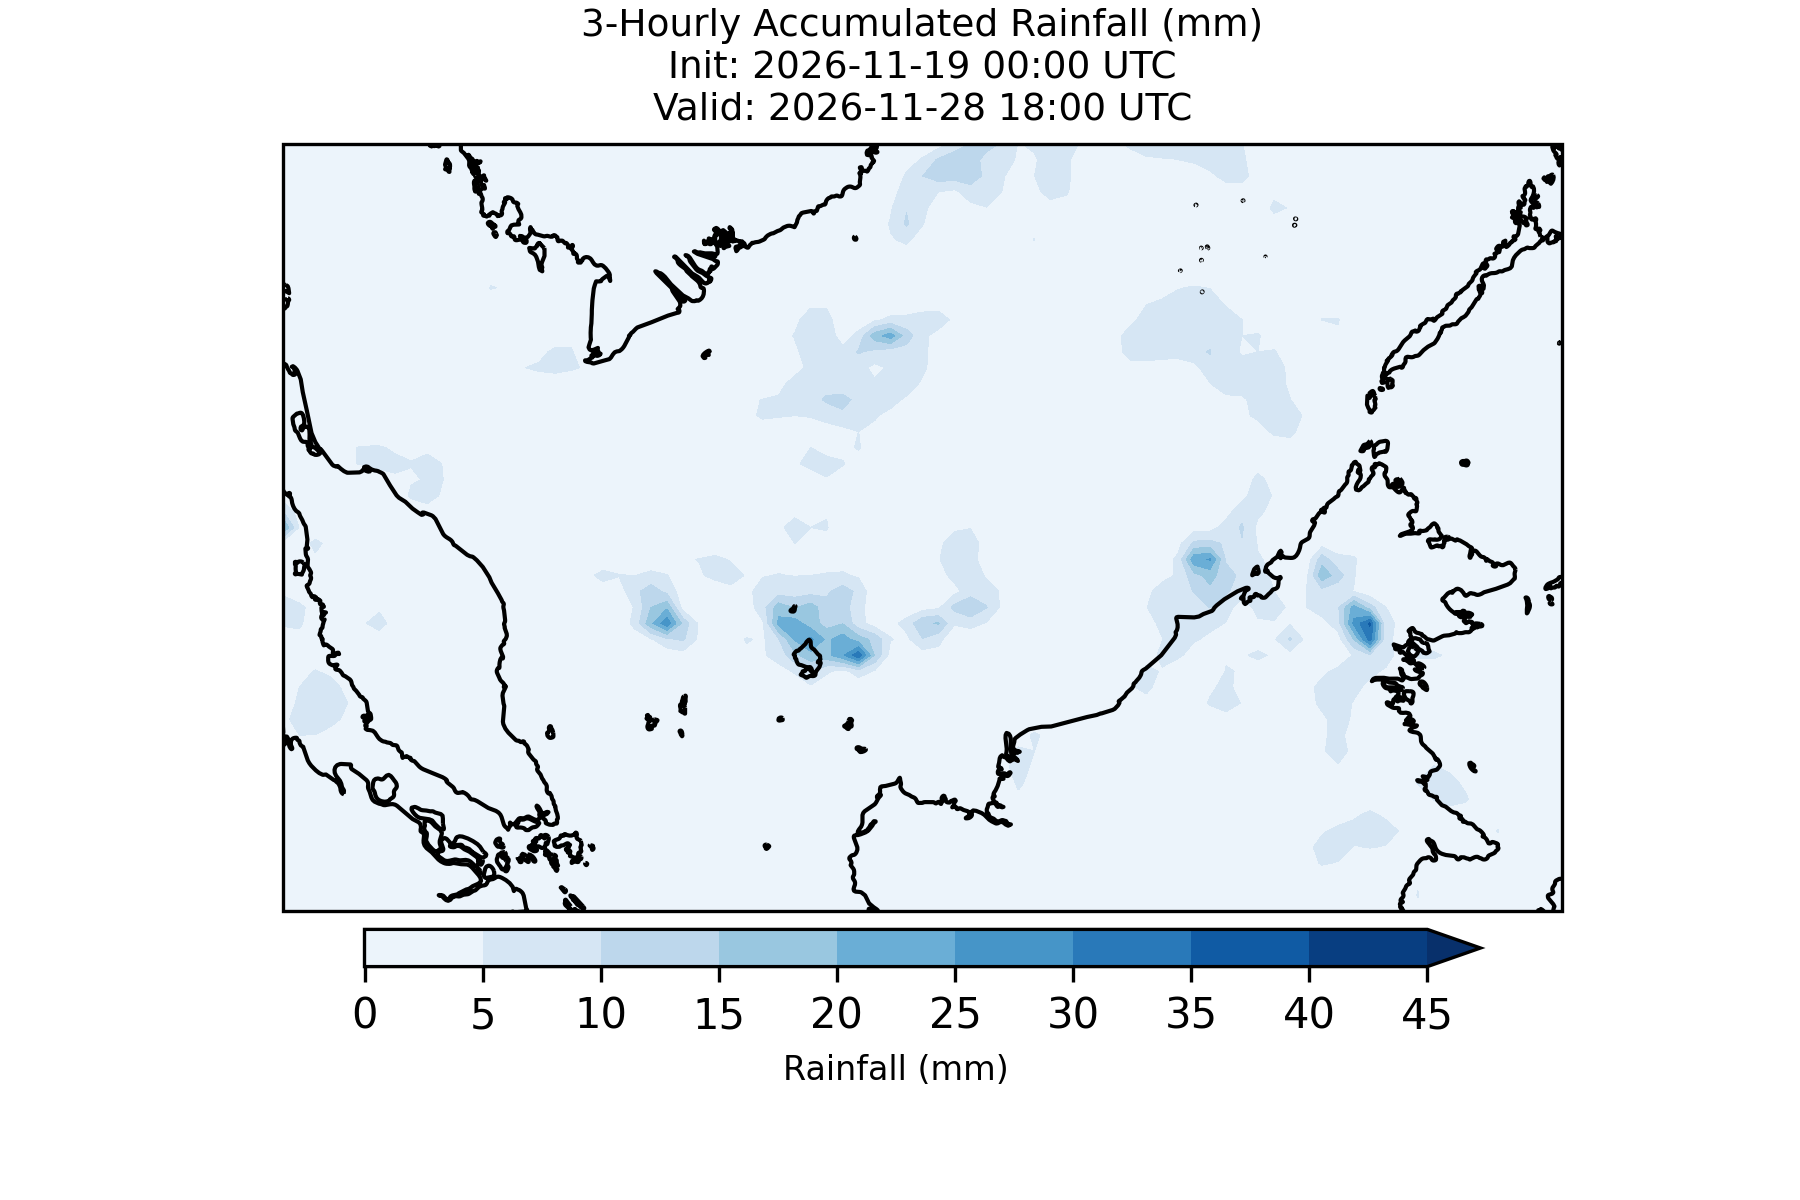 3-Hourly Accumulated Rainfall (mm)
Init: 2026-11-19 00:00 UTC
Valid: 2026-11-28 18:00 UTC
0 5 10 15 20 25 30 35 40 45
Rainfall (mm)